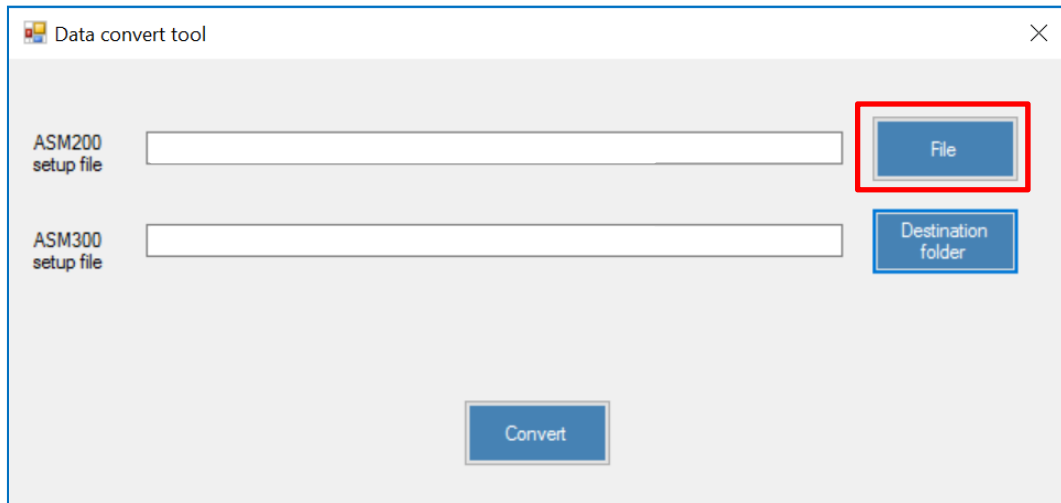 Data convert tool
ASM200
setup file
File
ASM300
setup file
Destination
folder
Convert